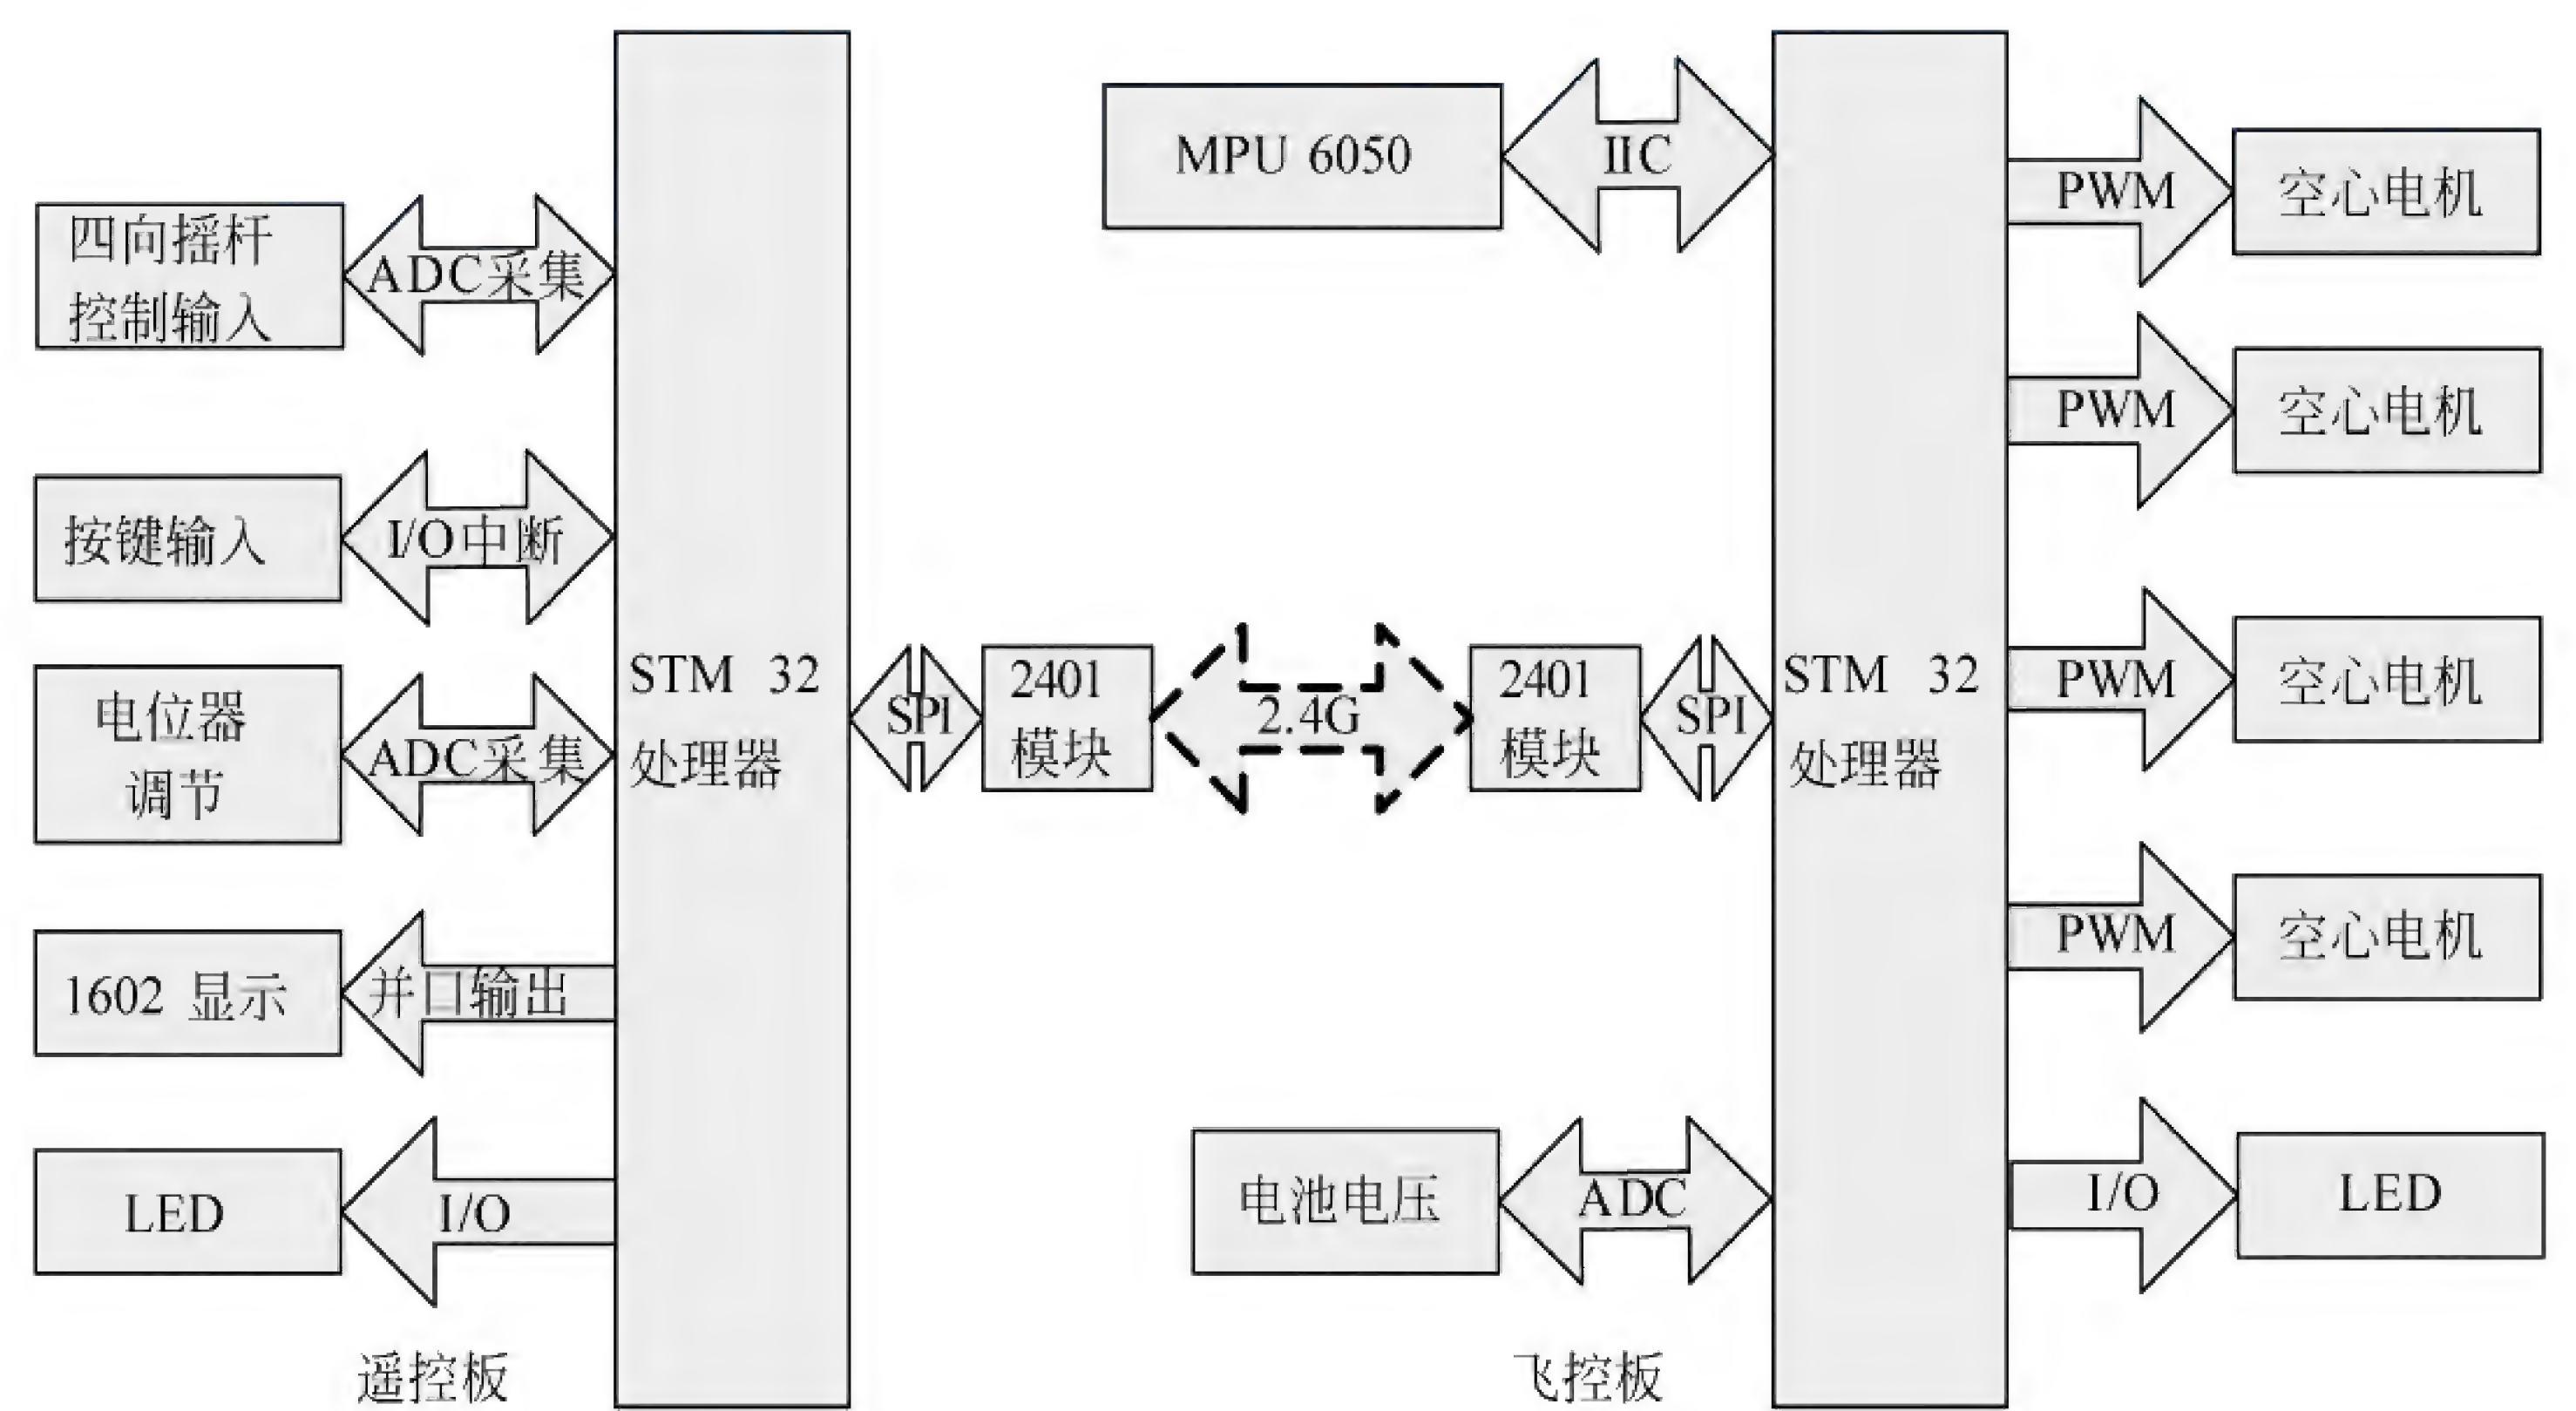 四向摇杆
控制输入
ADC采集
按键输入
I/O中断
电位器
调节
ADC采集
1602 显示
并口输出
LED
I/O
遥控板
STM 32
处理器
SPI
2401
模块
2.4G
2401
模块
SPI
MPU 6050
IIC
电池电压
ADC
飞控板
STM 32
处理器
PWM
空心电机
PWM
空心电机
PWM
空心电机
PWM
空心电机
I/O
LED